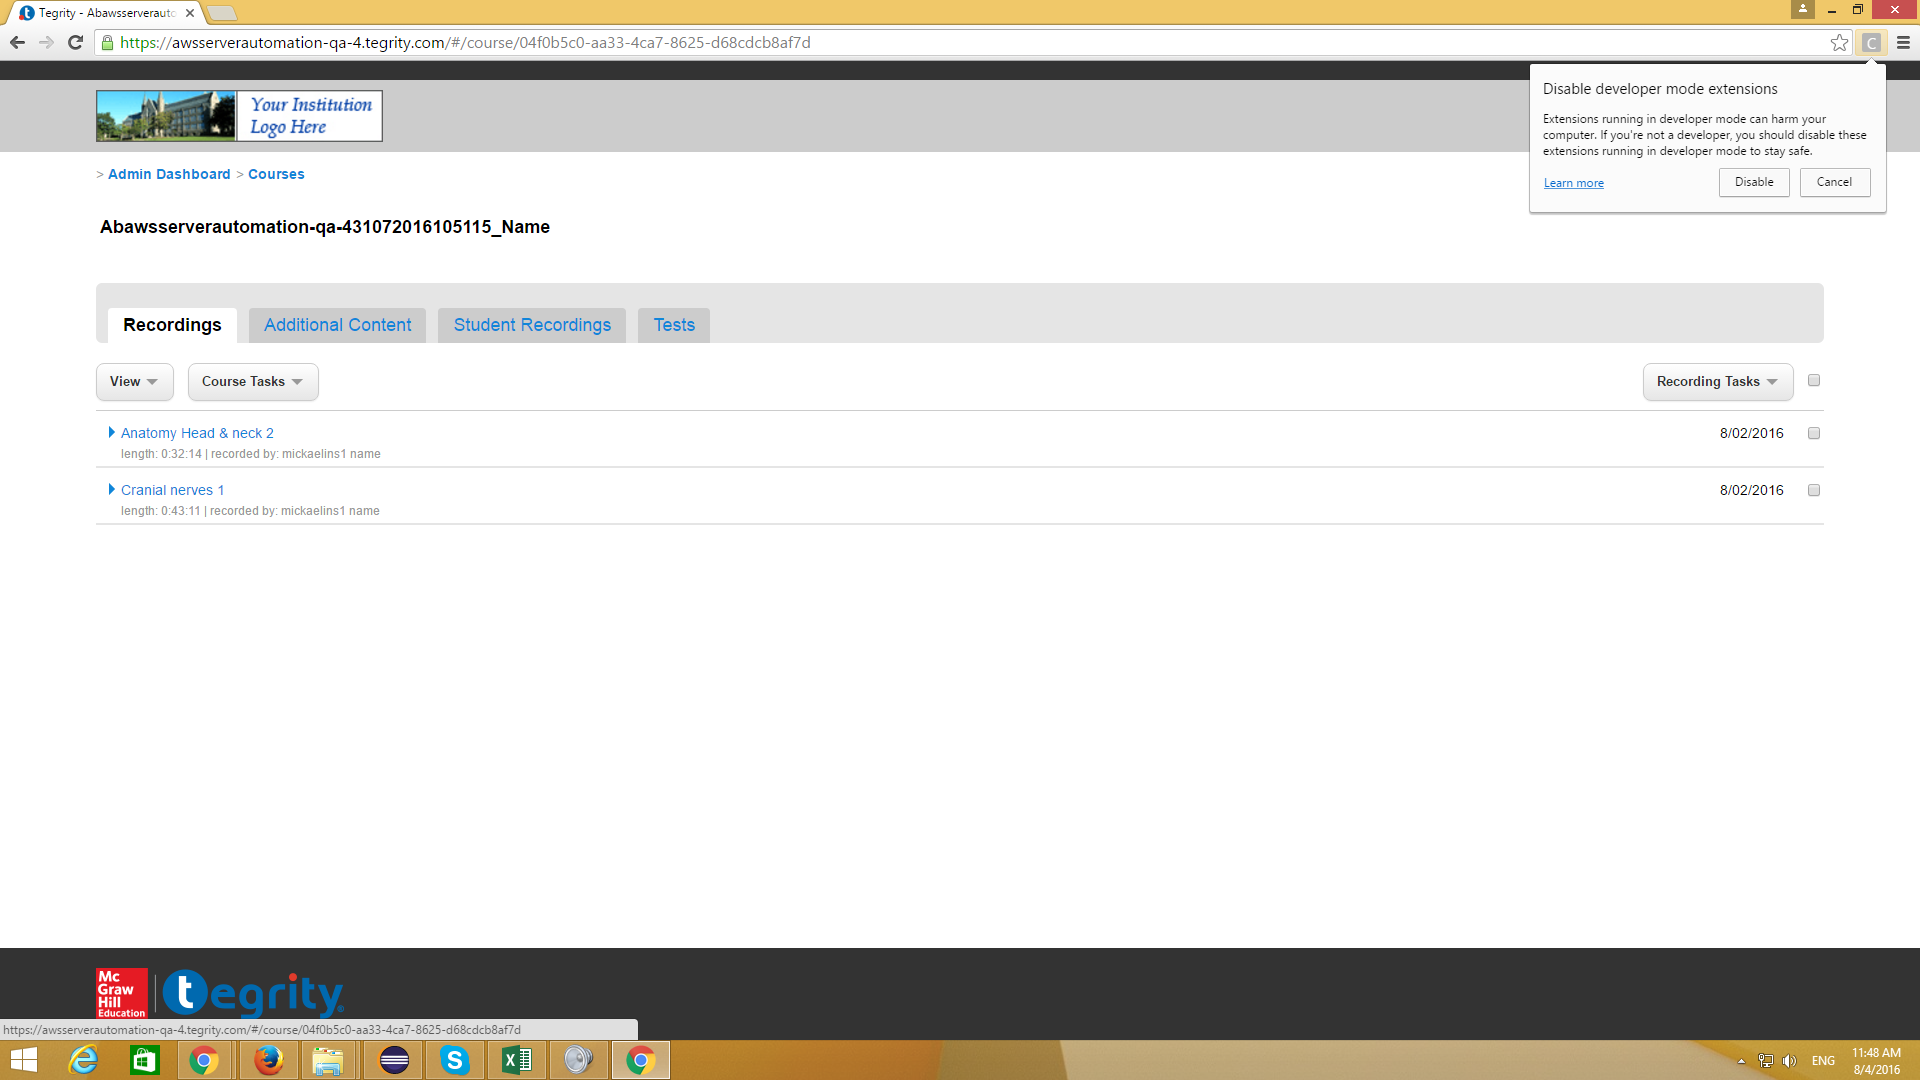 Tegrity - Abawsserverauto
https://awsserverautomation-qa-4.tegrity.com/#/course/04f0b5c0-aa33-4ca7-8625-d68cdcb8af7d
C
Disable developer mode extensions
Extensions running in developer mode can harm your
computer. If you're not a developer, you should disable these
extensions running in developer mode to stay safe.
Learn more
Disable
Cancel
Your Institution
Logo Here
> Admin Dashboard > Courses
Abawsserverautomation-qa-431072016105115_Name
Recordings
Additional Content
Student Recordings
Tests
View
Course Tasks
Recording Tasks
Anatomy Head & neck 2
8/02/2016
length: 0:32:14 | recorded by: mickaelins1 name
Cranial nerves 1
8/02/2016
length: 0:43:11 | recorded by: mickaelins1 name
Mc
Graw
Hill
Education
tegrity
https://awsserverautomation-qa-4.tegrity.com/#/course/04f0b5c0-aa33-4ca7-8625-d68cdcb8af7d
ENG
11:48 AM
8/4/2016